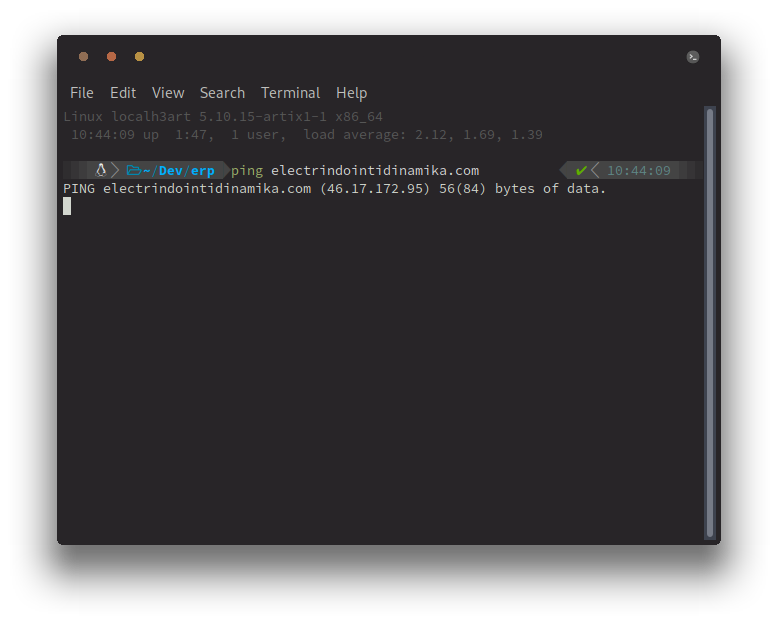 File Edit View Search Terminal Help
Linux localh3art 5.10.15-artix1-1 x86_64
10:44:09 up  1:47,  1 user,  load average: 2.12, 1.69, 1.39
~/Dev/erp ping electrindointidinamika.com ✔ 10:44:09
PING electrindointidinamika.com (46.17.172.95) 56(84) bytes of data.